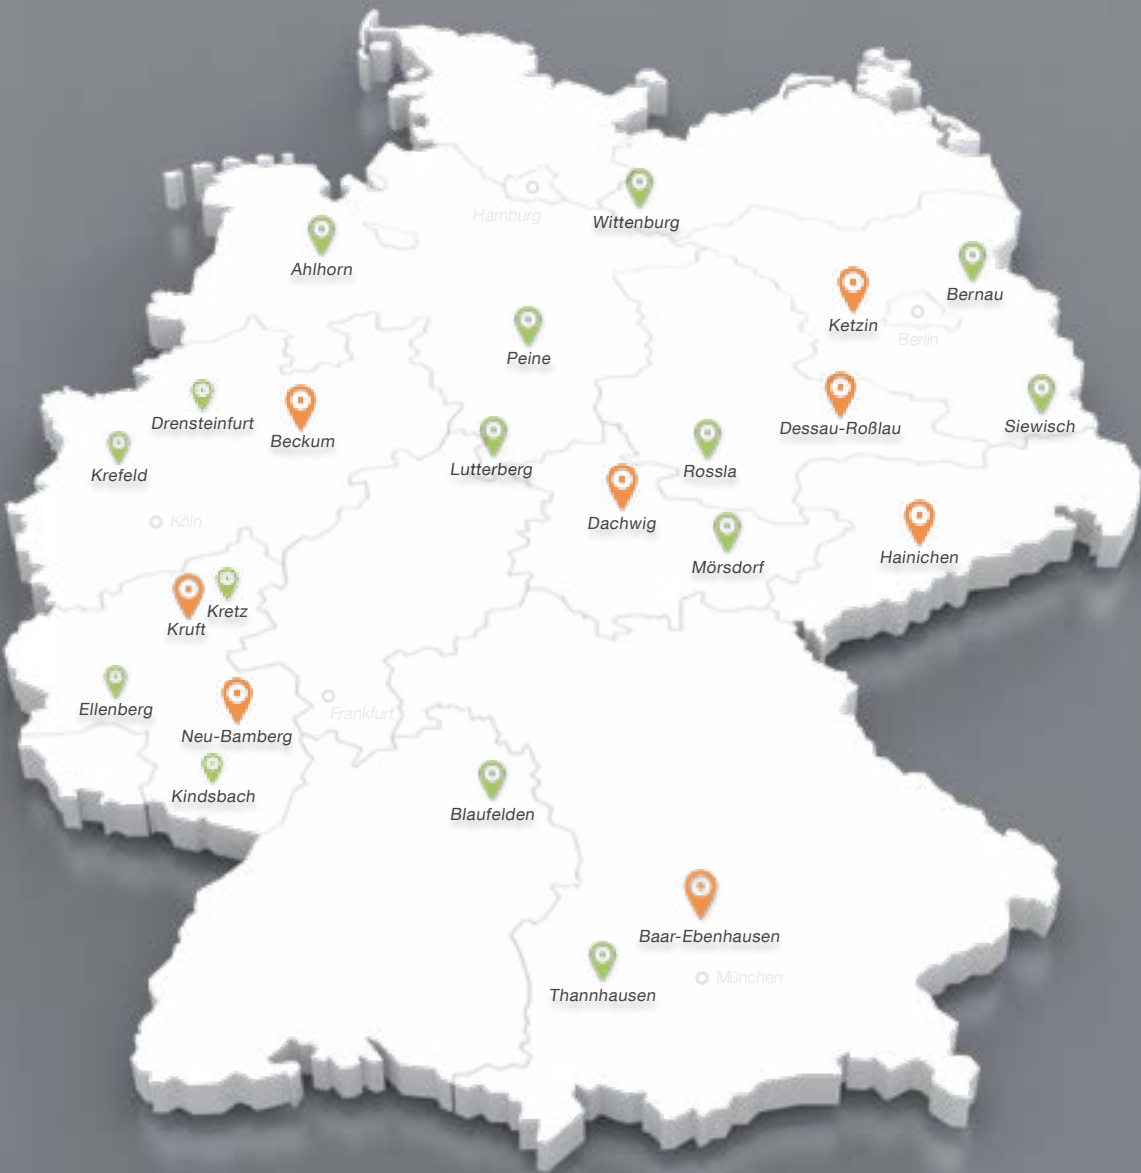 Hamburg
Wittenburg
Ahlhorn
Bernau
Ketzin
Berlin
Peine
Drensteinfurt
Beckum
Dessau-Roßlau
Siewisch
Krefeld
Lutterberg
Rossla
Köln
Dachwig
Mörsdorf
Hainichen
Kretz
Kruft
Ellenberg
Frankfurt
Neu-Bamberg
Kindsbach
Blaufelden
Baar-Ebenhausen
München
Thannhausen